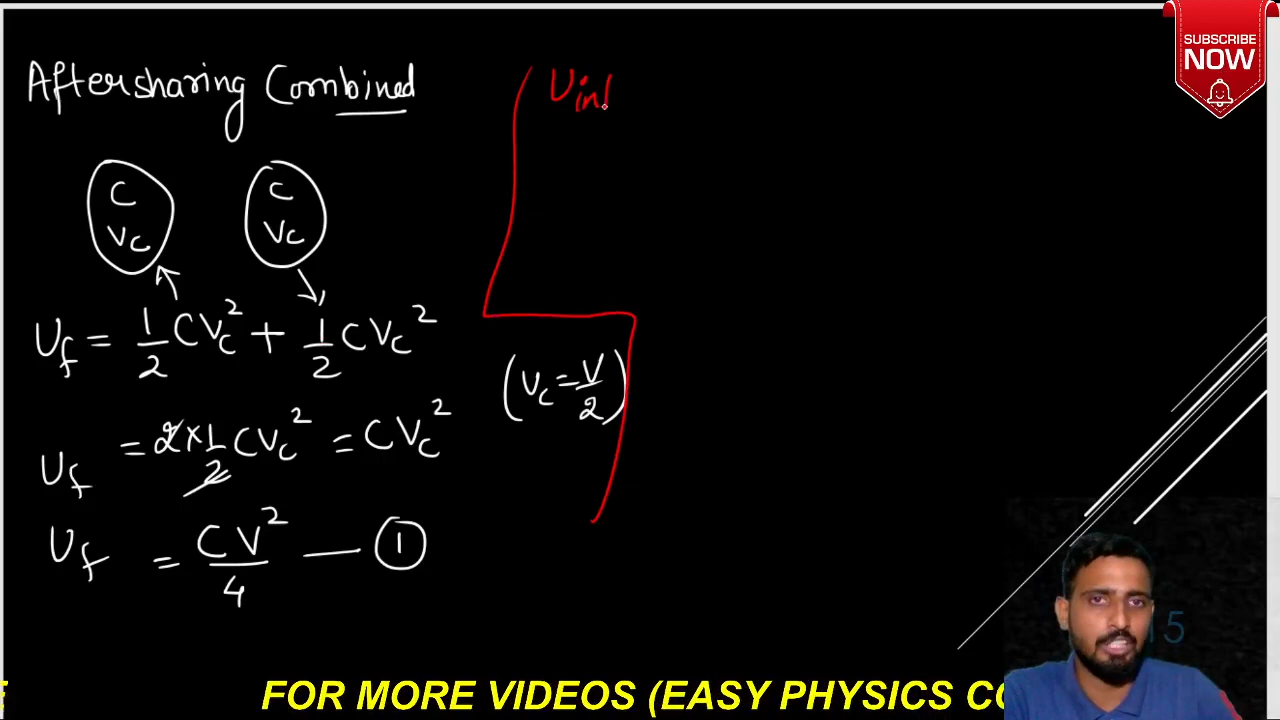 SUBSCRIBE
NOW
After sharing Combined
C
Vc
C
Vc
Uf = 1/2 CVc² + 1/2 CVc²
Uf = 2 × 1/2 CVc² = CVc²
Uf = CV²/4 — ①
Uin
(Vc = V/2)
15
FOR MORE VIDEOS (EASY PHYSICS